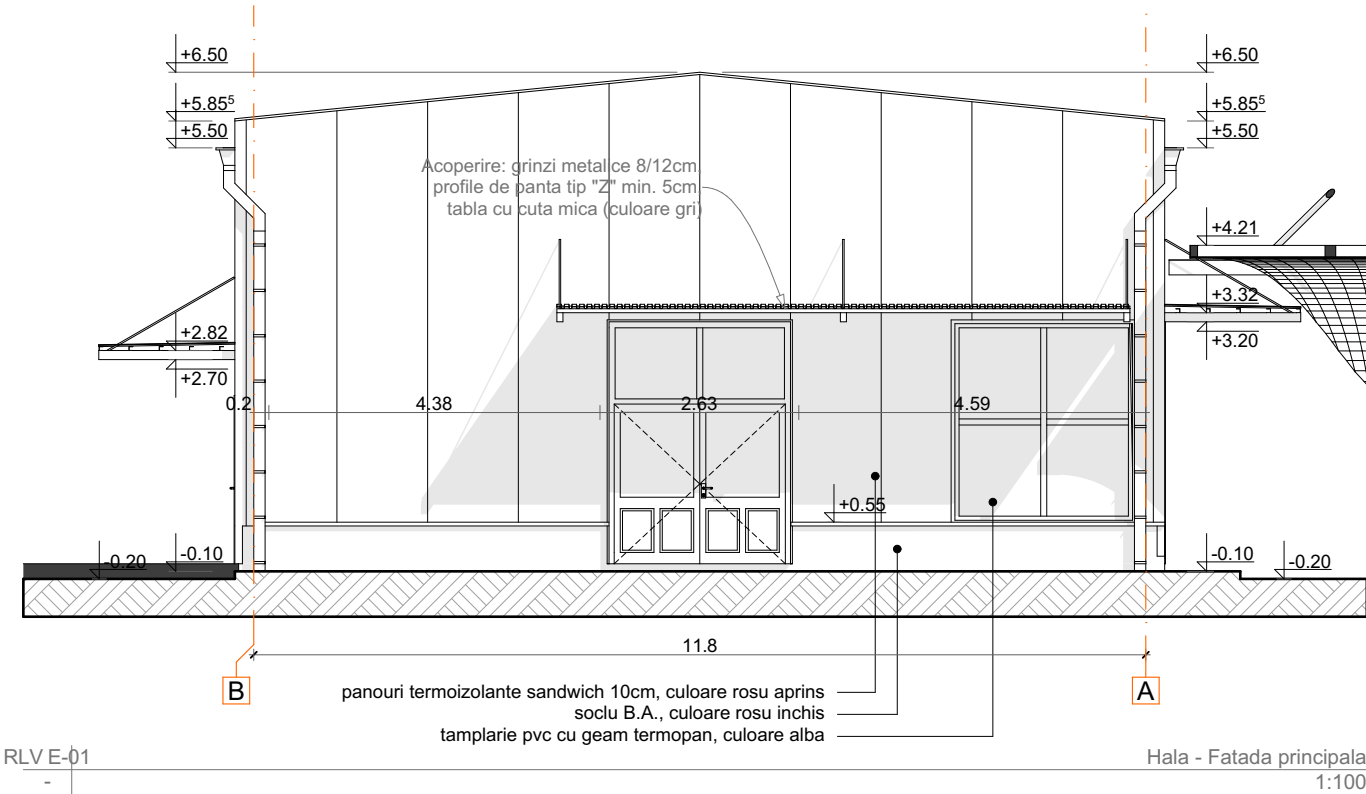 +6.50
+6.50
+5.85⁵
+5.85⁵
+5.50
+5.50
Acoperire: grinzi metalice 8/12cm,
profile de panta tip "Z" min. 5cm,
tabla cu cuta mica (culoare gri)
+4.21
+3.32
+2.82
+3.20
+2.70
0.2
4.38
2.63
4.59
+0.55
-0.20
-0.10
-0.10
-0.20
11.8
B
A
panouri termoizolante sandwich 10cm, culoare rosu aprins
soclu B.A., culoare rosu inchis
tamplarie pvc cu geam termopan, culoare alba
RLV E-01
Hala - Fatada principala
-
1:100